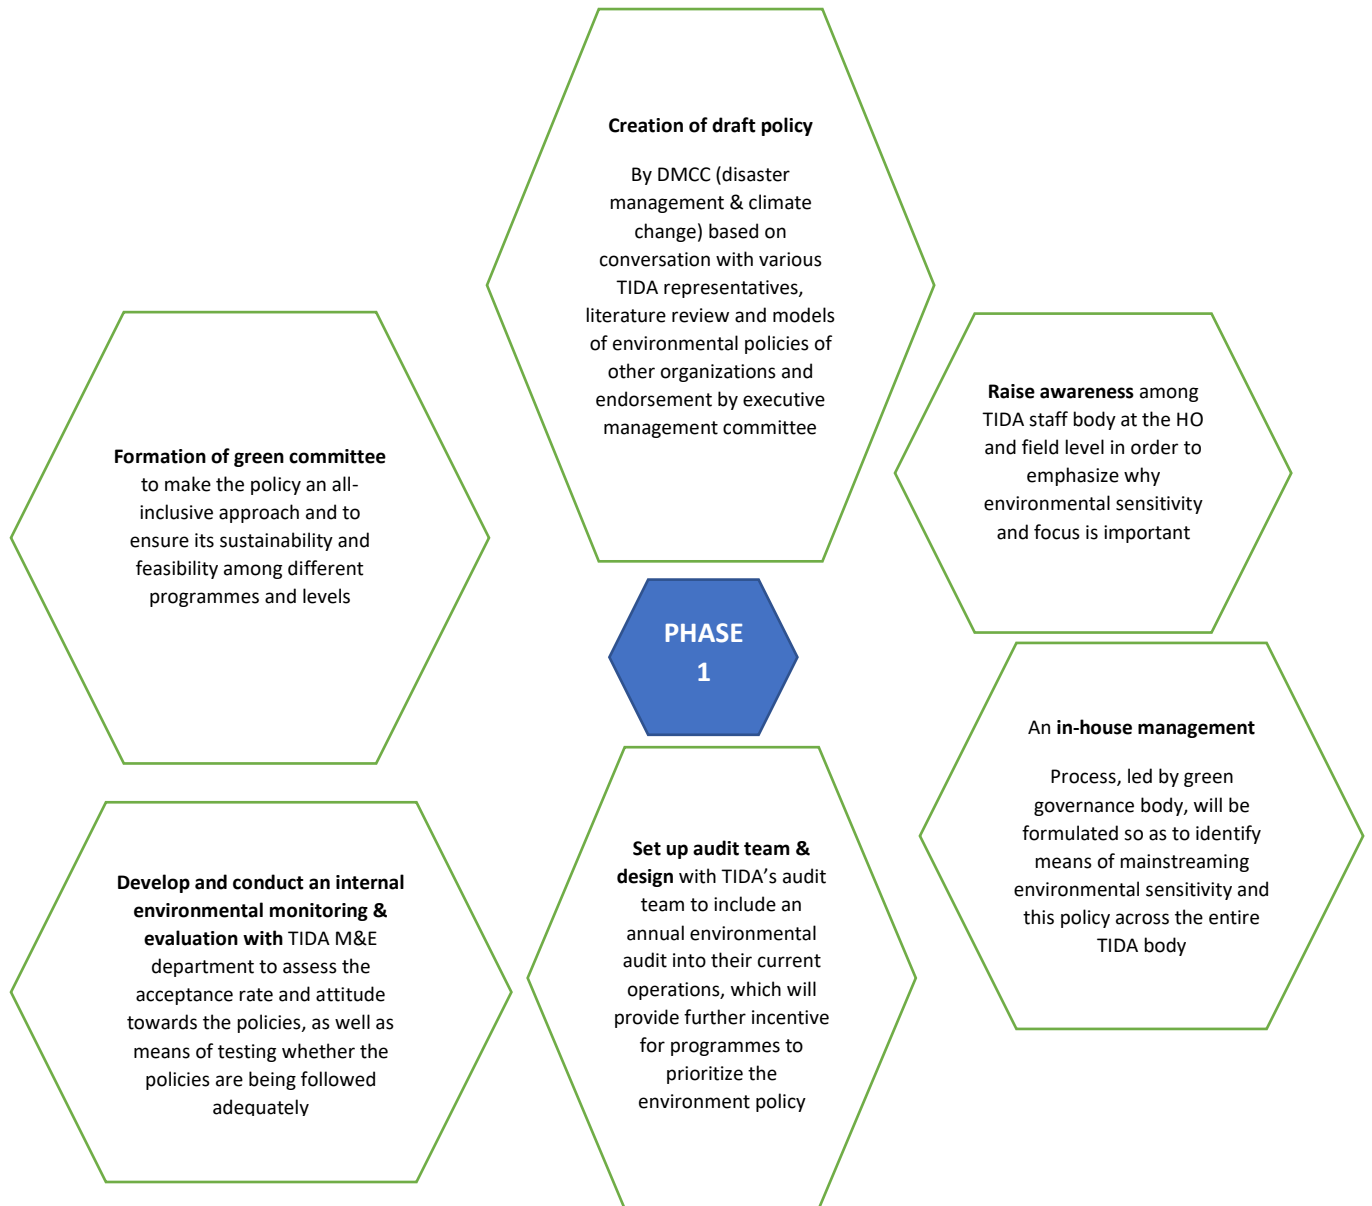 Creation of draft policy
By DMCC (disaster
management & climate
change) based on
conversation with various
TIDA representatives,
literature review and models
of environmental policies of
other organizations and
endorsement by executive
management committee
Raise awareness among
TIDA staff body at the HO
and field level in order to
emphasize why
environmental sensitivity
and focus is important
Formation of green committee
to make the policy an all-
inclusive approach and to
ensure its sustainability and
feasibility among different
programmes and levels
PHASE
1
An in-house management
Process, led by green
governance body, will be
formulated so as to identify
means of mainstreaming
environmental sensitivity and
this policy across the entire
TIDA body
Set up audit team &
design with TIDA’s audit
team to include an
annual environmental
audit into their current
operations, which will
provide further incentive
for programmes to
prioritize the
environment policy
Develop and conduct an internal
environmental monitoring &
evaluation with TIDA M&E
department to assess the
acceptance rate and attitude
towards the policies, as well as
means of testing whether the
policies are being followed
adequately